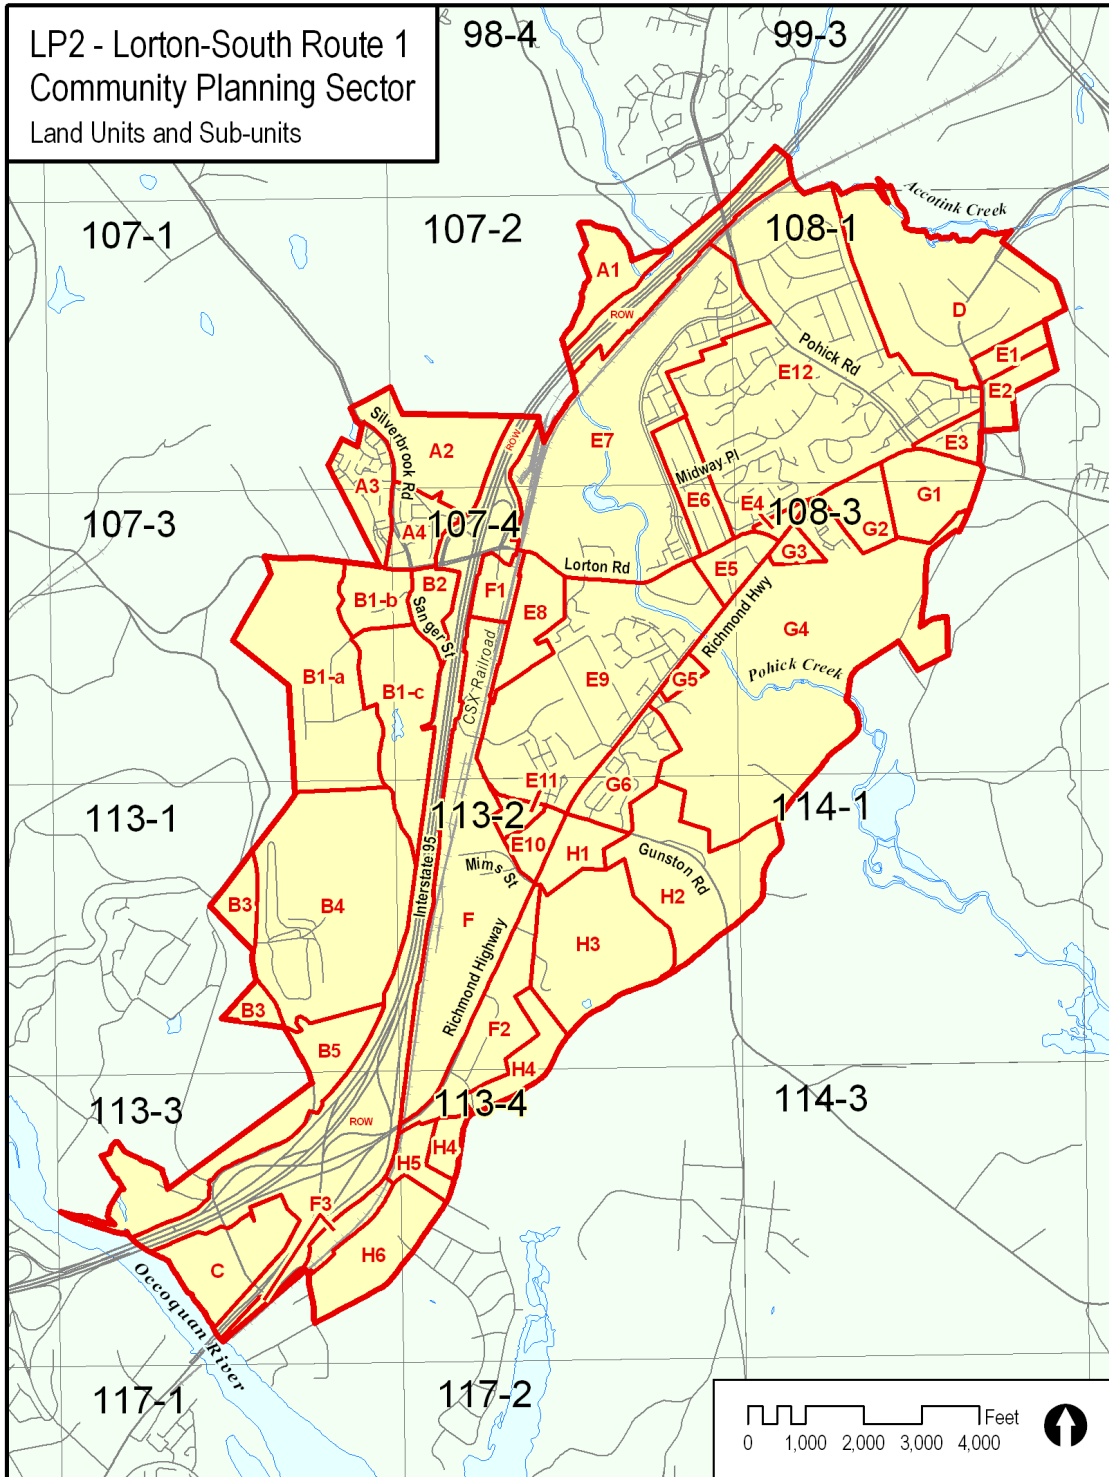 LP2 - Lorton-South Route 1
Community Planning Sector
Land Units and Sub-units
98-4
99-3
Accotink Creek
107-1
107-2
108-1
A1
ROW
D
Pohick Rd
E1
E12
E2
Silverbrook Rd
ROW
E7
E3
A2
Midway Pl
A3
G1
E6
E4
107-3
107-4
108-3
A4
G2
G3
Lorton Rd
E5
B1-b
B2
F1
E8
Sanger St
Richmond Hwy
G4
CSX Railroad
Pohick Creek
B1-a
B1-c
E9
G5
E11
G6
113-1
113-2
114-1
E10
H1
Interstate 95
Mims St
Gunston Rd
B3
B4
H2
F
H3
Richmond Highway
B3
F2
B5
H4
113-3
113-4
114-3
ROW
H4
H5
F3
H6
C
Occoquan River
117-1
117-2
Feet
0 1,000 2,000 3,000 4,000